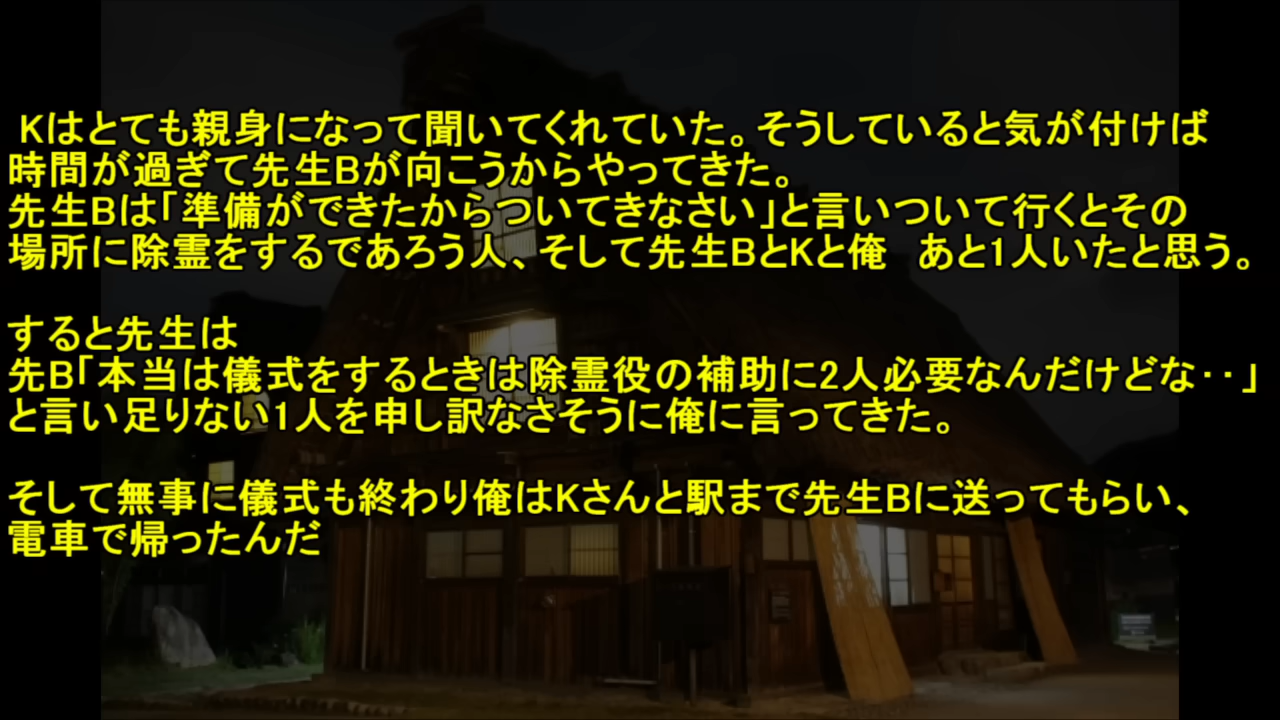 Kはとても親身になって聞いてくれていた。そうしていると気が付けば
時間が過ぎて先生Bが向こうからやってきた。
先生Bは「準備ができたからついてきなさい」と言いついて行くとその
場所に除霊をするであろう人、そして先生BとKと俺　あと1人いたと思う。
すると先生は
先B「本当は儀式をするときは除霊役の補助に2人必要なんだけどな‥」
と言い足りない1人を申し訳なさそうに俺に言ってきた。
そして無事に儀式も終わり俺はKさんと駅まで先生Bに送ってもらい、
電車で帰ったんだ